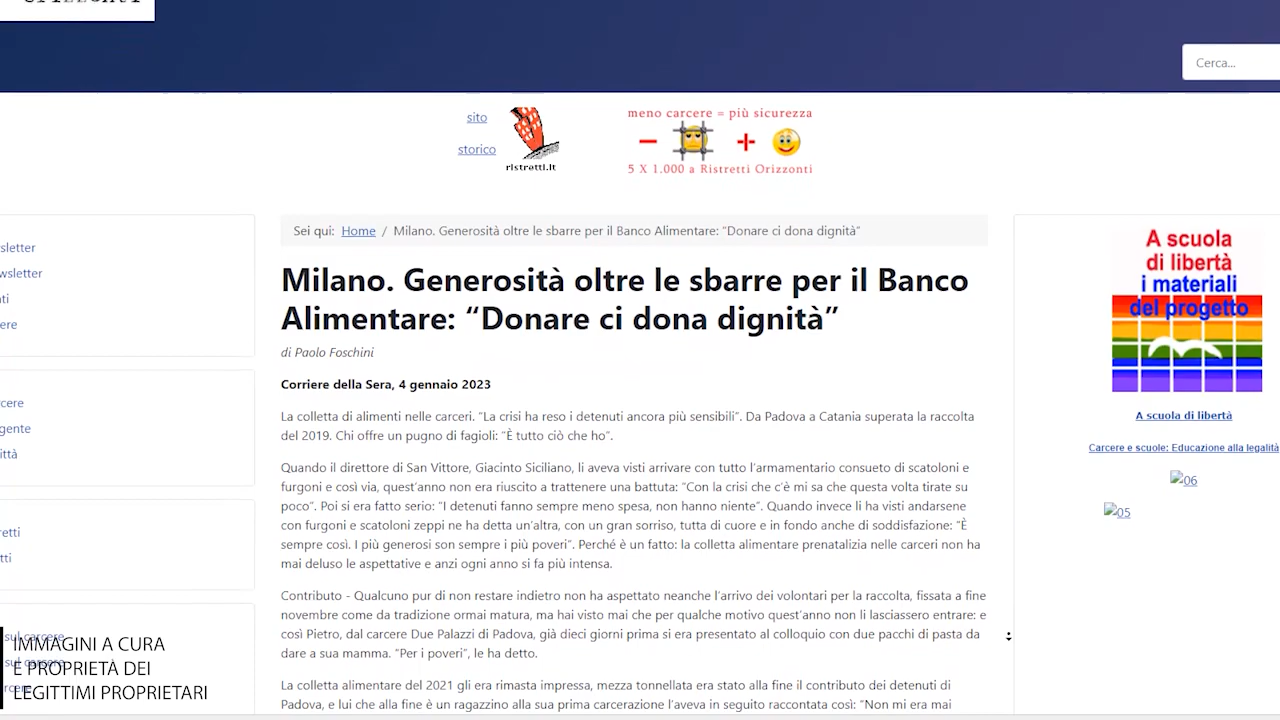 Cerca...
sito
storico
ristretti.it
meno carcere = più sicurezza
5 X 1.000 a Ristretti Orizzonti
sletter
wsletter
ti
ere
cere
gente
ttà
retti
tti
sul carcere
sul carcere
rcere
Sei qui: Home / Milano. Generosità oltre le sbarre per il Banco Alimentare: “Donare ci dona dignità”
Milano. Generosità oltre le sbarre per il Banco
Alimentare: “Donare ci dona dignità”
di Paolo Foschini
Corriere della Sera, 4 gennaio 2023
La colletta di alimenti nelle carceri. “La crisi ha reso i detenuti ancora più sensibili”. Da Padova a Catania superata la raccolta
del 2019. Chi offre un pugno di fagioli: “È tutto ciò che ho”.
Quando il direttore di San Vittore, Giacinto Siciliano, li aveva visti arrivare con tutto l’armamentario consueto di scatoloni e
furgoni e così via, quest’anno non era riuscito a trattenere una battuta: “Con la crisi che c’è mi sa che questa volta tirate su
poco”. Poi si era fatto serio: “I detenuti fanno sempre meno spesa, non hanno niente”. Quando invece li ha visti andarsene
con furgoni e scatoloni zeppi ne ha detta un’altra, con un gran sorriso, tutta di cuore e in fondo anche di soddisfazione: “È
sempre così. I più generosi son sempre i più poveri”. Perché è un fatto: la colletta alimentare prenatalizia nelle carceri non ha
mai deluso le aspettative e anzi ogni anno si fa più intensa.
Contributo - Qualcuno pur di non restare indietro non ha aspettato neanche l’arrivo dei volontari per la raccolta, fissata a fine
novembre come da tradizione ormai matura, ma hai visto mai che per qualche motivo quest’anno non li lasciassero entrare: e
così Pietro, dal carcere Due Palazzi di Padova, già dieci giorni prima si era presentato al colloquio con due pacchi di pasta da
dare a sua mamma. “Per i poveri”, le ha detto.
La colletta alimentare del 2021 gli era rimasta impressa, mezza tonnellata era stato alla fine il contributo dei detenuti di
Padova, e lui che alla fine è un ragazzino alla sua prima carcerazione l’aveva in seguito raccontata così: “Non mi era mai
A scuola
di libertà
i materiali
del progetto
A scuola di libertà
Carcere e scuole: Educazione alla legalità
06
05
IMMAGINI A CURA
E PROPRIETÀ DEI
LEGITTIMI PROPRIETARI